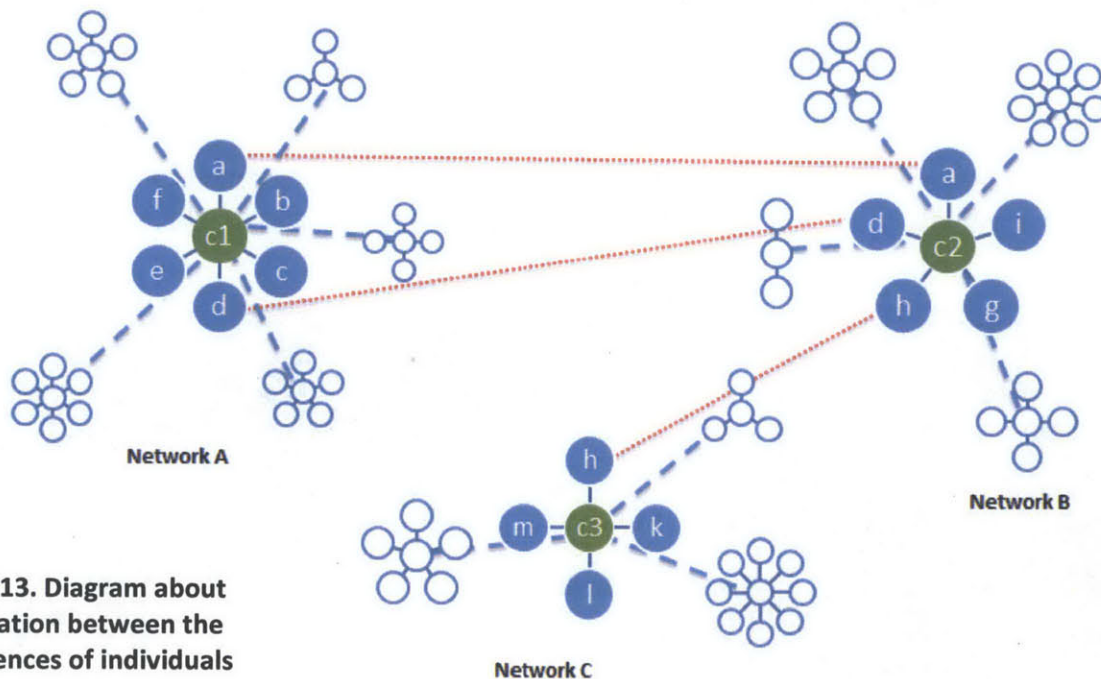 a
f
b
c1
e
c
d
Network A
a
d
i
c2
h
g
Network B
h
m
c3
k
l
Network C
13. Diagram about
ation between the
ences of individuals